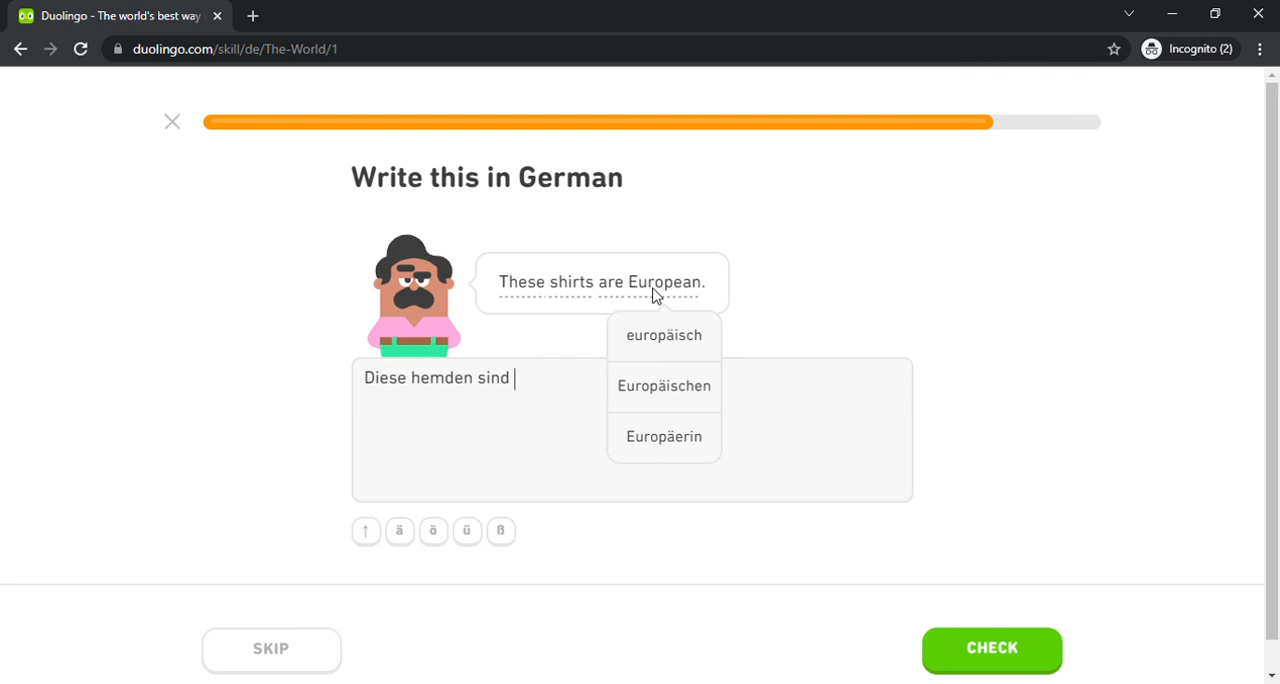 Duolingo - The world's best way
duolingo.com/skill/de/The-World/1
Incognito (2)
Write this in German
These shirts are European.
europäisch
Europäischen
Europäerin
Diese hemden sind
↑ ä ö ü ß
SKIP
CHECK